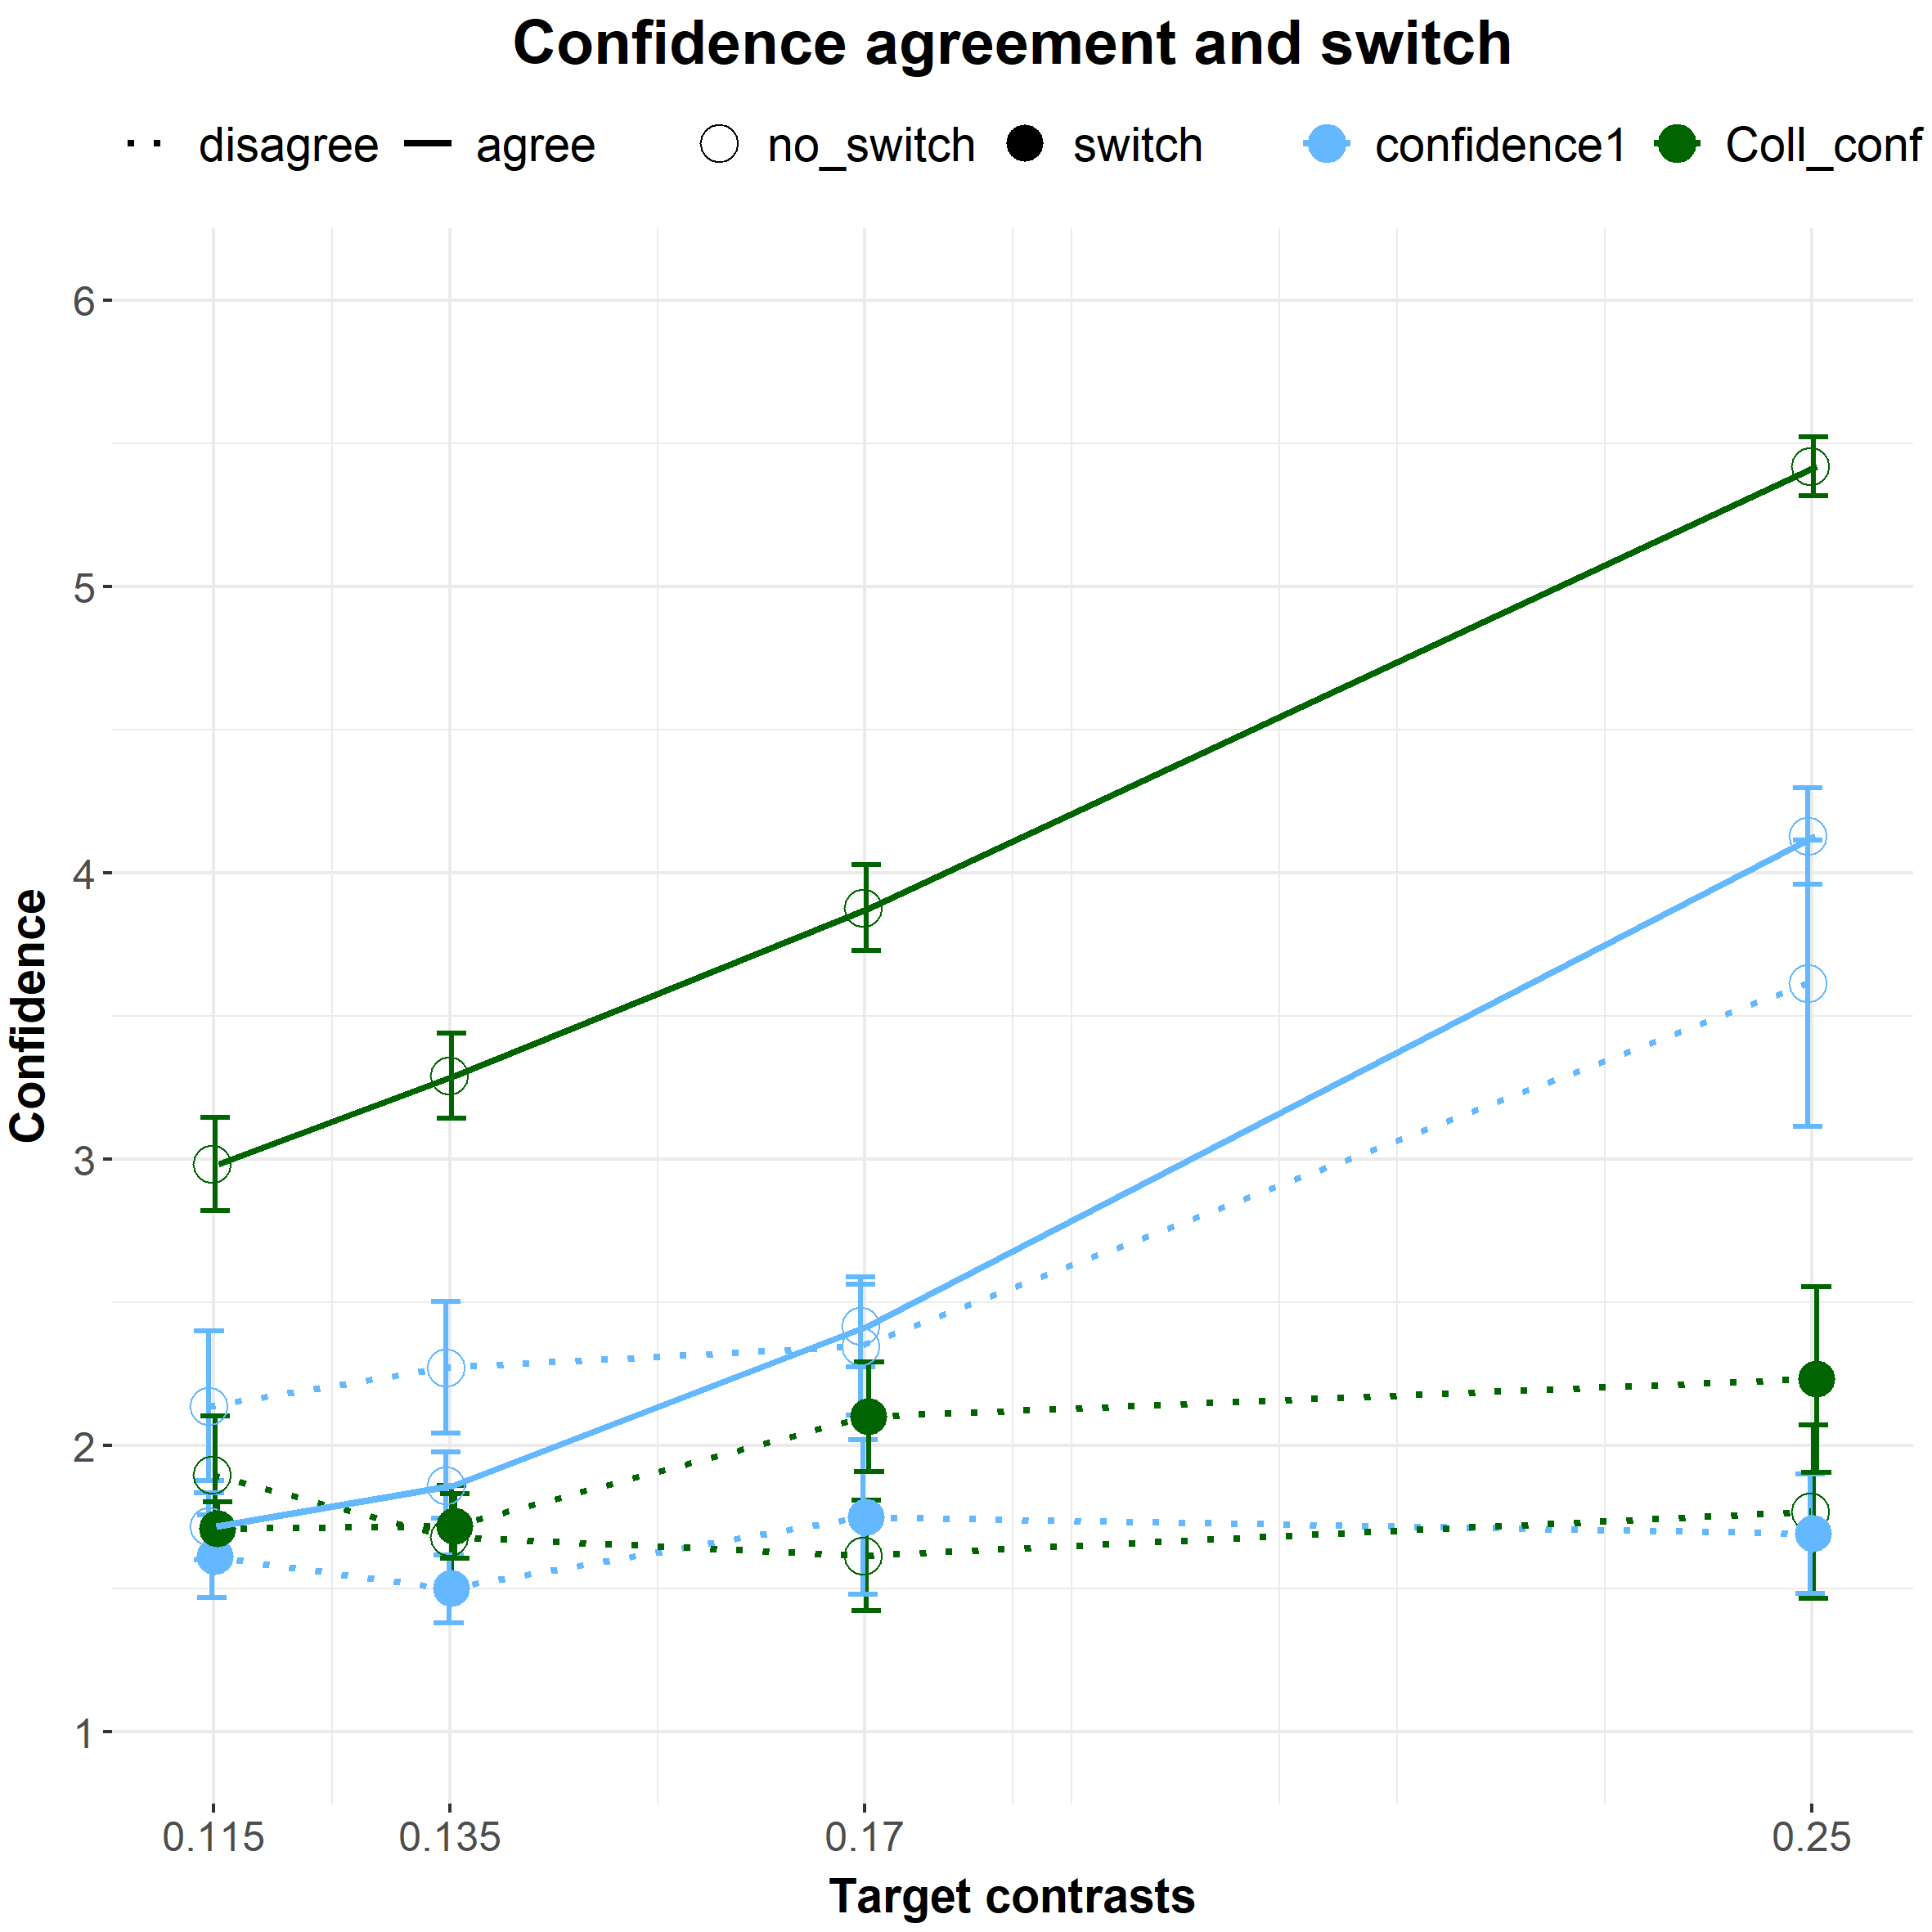 Confidence agreement and switch
disagree agree no_switch switch confidence1 Coll_conf
6
5
4
3
2
1
Confidence
0.115 0.135 0.17 0.25
Target contrasts